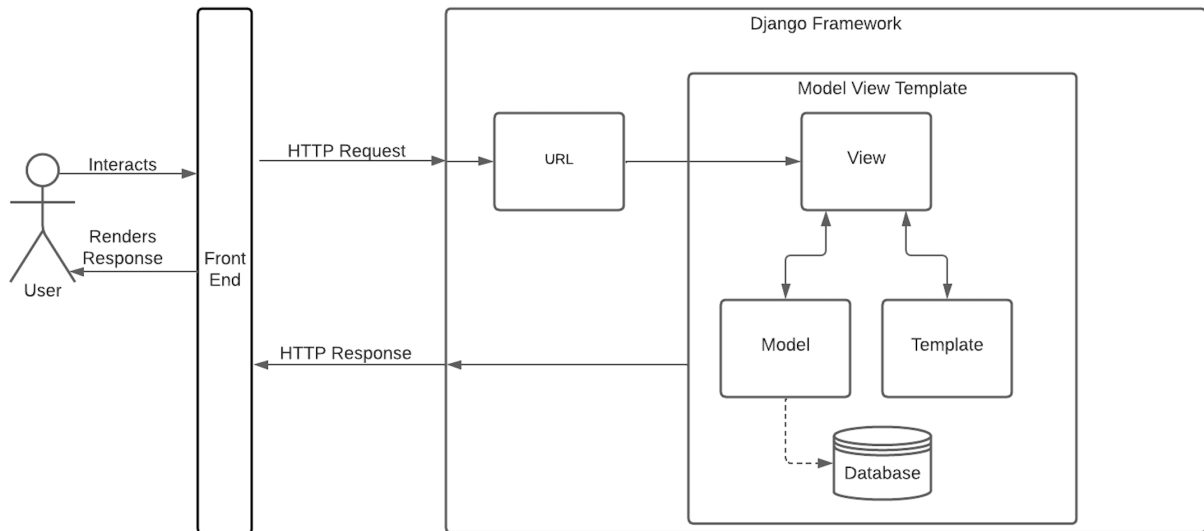 Django Framework
Model View Template
HTTP Request
URL
View
Interacts
Renders
Response
User
Front
End
HTTP Response
Model
Template
Database